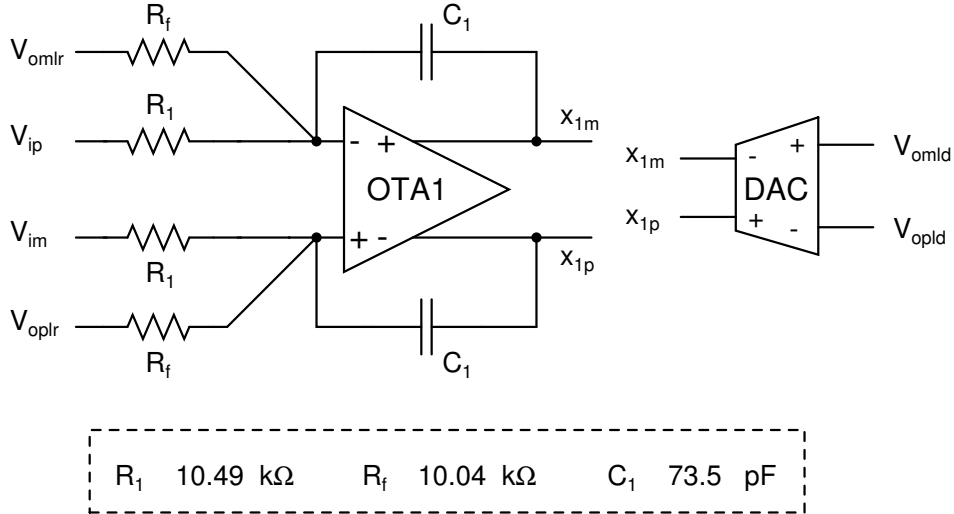 Rf
C1
Vomlr
R1
x1m
Vip
- +
OTA1
+ -
Vim
R1
x1p
Voplr
Rf
C1
x1m
x1p
- +
DAC
+ -
Vomld
Vopld
R1 10.49 kΩ Rf 10.04 kΩ C1 73.5 pF